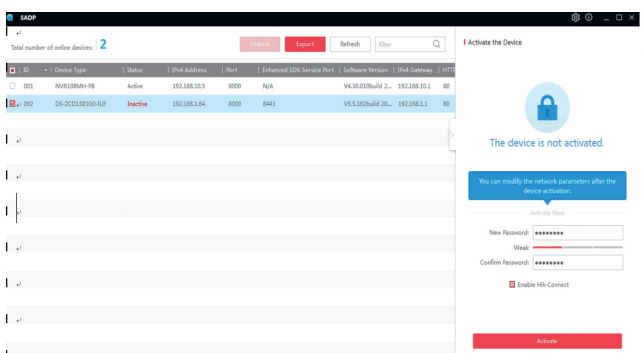 SADP
Total number of online devices: 2
Unbind
Export
Refresh
Filter
ID | Device Type | Status | IPv4 Address | Port | Enhanced SDK Service Port | Software Version | IPv4 Gateway | HTTP
001 NVR108MH-P8 Active 192.168.10.5 8000 N/A V4.30.010build 2... 192.168.10.1 80
002 DS-2CD1383G0-IUF Inactive 192.168.1.64 8000 8443 V5.5.102build 20... 192.168.1.1 80
Activate the Device
The device is not activated.
You can modify the network parameters after the
device activation.
Activate Now
New Password:
Weak
Confirm Password:
Enable Hik-Connect
Activate